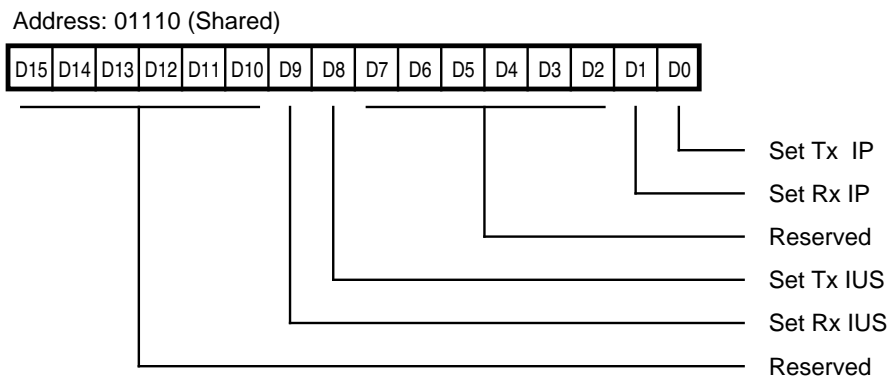 Address: 01110 (Shared)
D15 D14 D13 D12 D11 D10 D9 D8 D7 D6 D5 D4 D3 D2 D1 D0
Set Tx IP
Set Rx IP
Reserved
Set Tx IUS
Set Rx IUS
Reserved